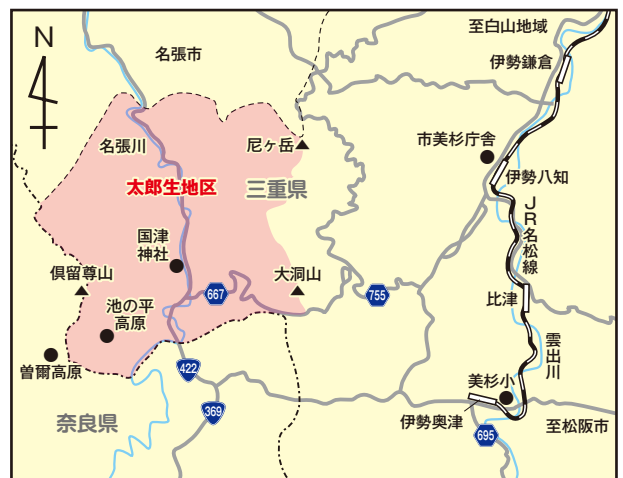 N
名張市
至白山地域
伊勢鎌倉
名張川
尼ヶ岳
市美杉庁舎
太郎生地区
三重県
伊勢八知
JR名松線
国津
神社
倶留尊山
667
大洞山
755
比津
池の平
高原
雲出川
曽爾高原
422
美杉小
奈良県
369
伊勢奥津
695
至松阪市